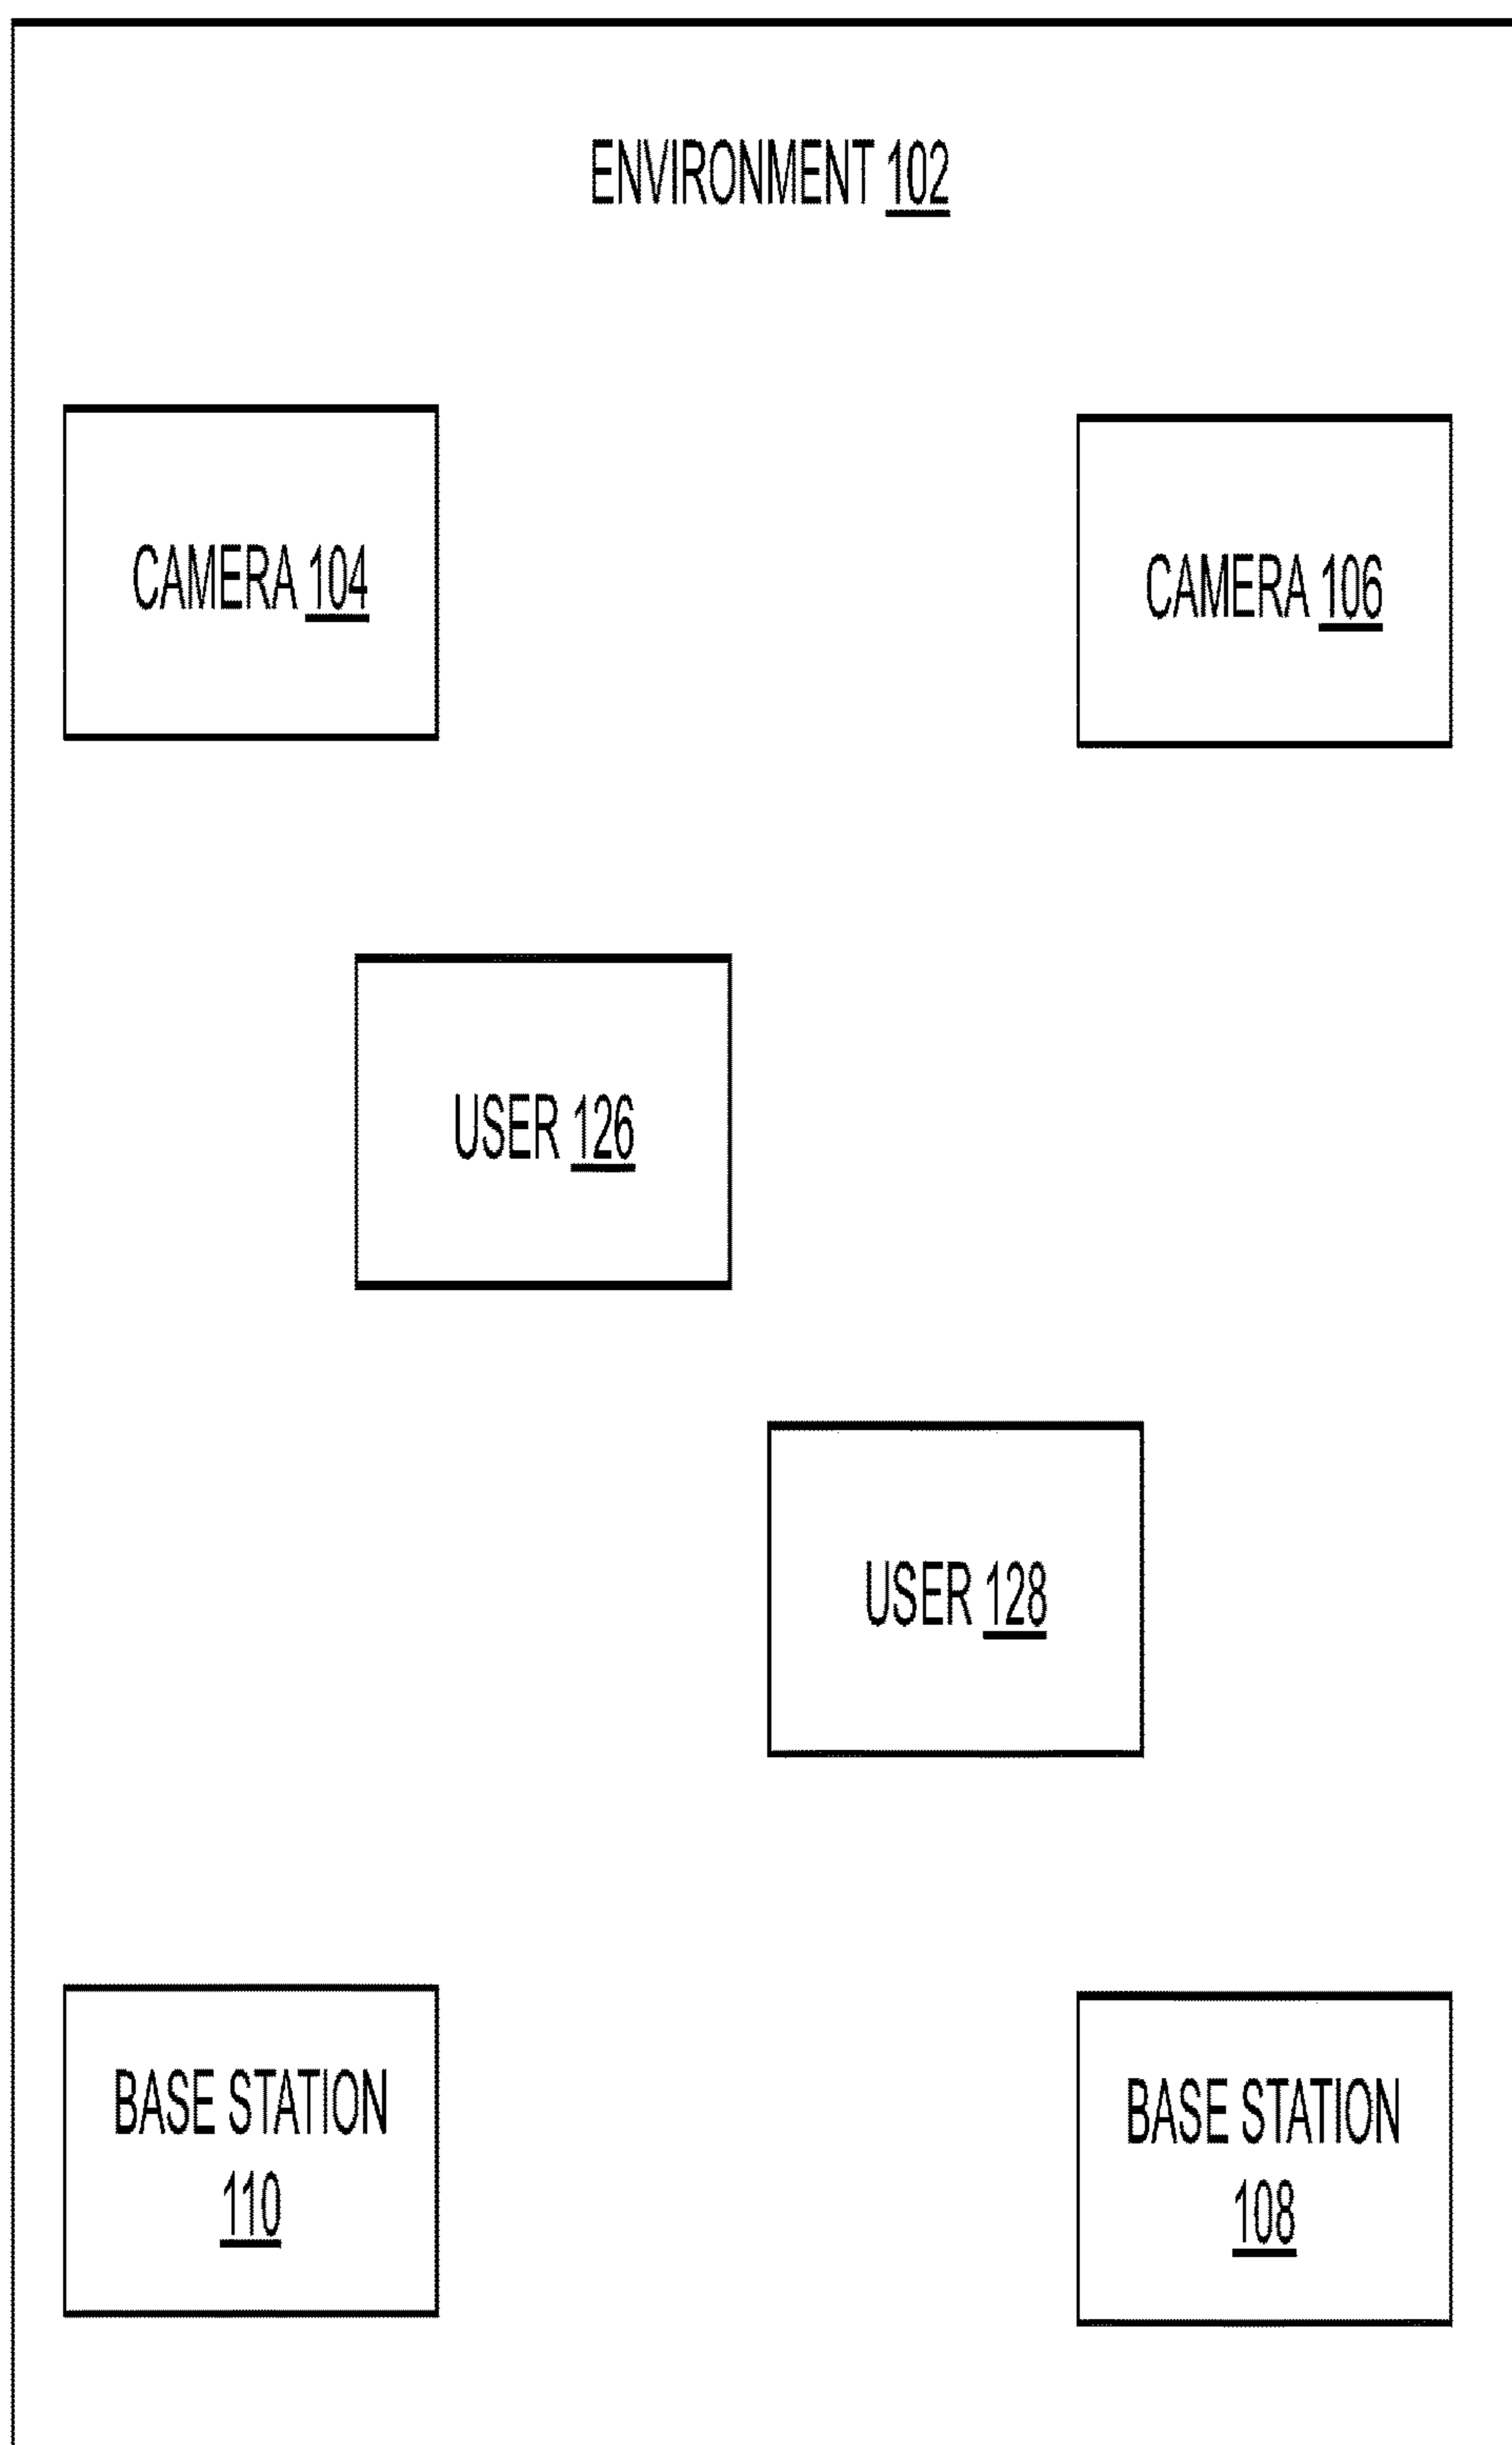 ENVIRONMENT 102
CAMERA 104
CAMERA 106
USER 126
USER 128
BASE STATION
110
BASE STATION
108